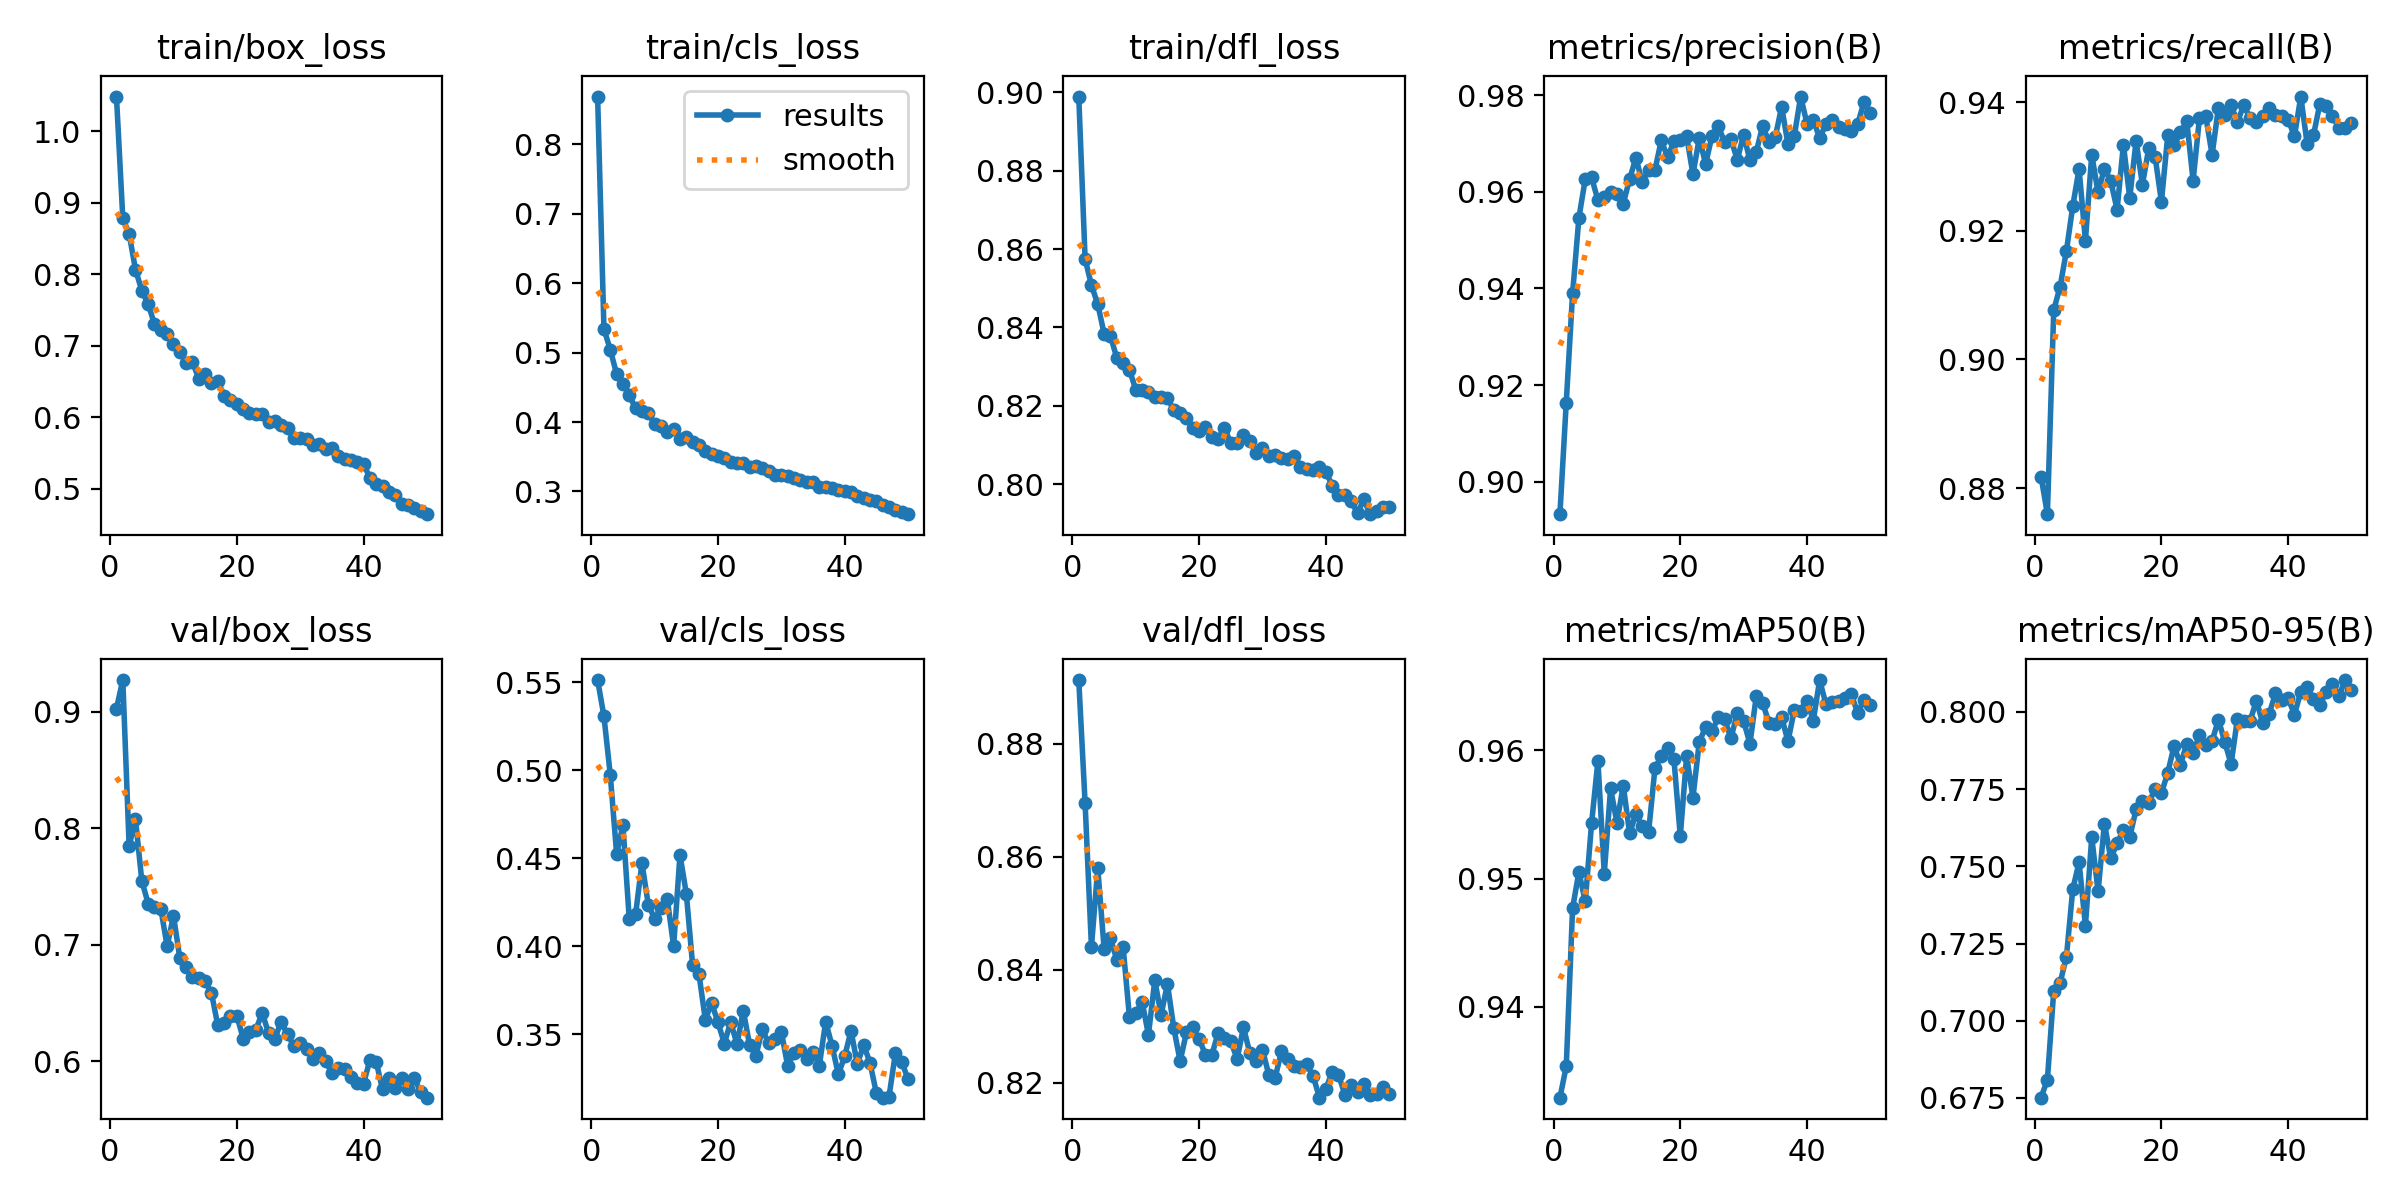 train/box_loss
train/cls_loss
train/dfl_loss
metrics/precision(B)
metrics/recall(B)
1.0
0.9
0.8
0.7
0.6
0.5
0 20 40
results
smooth
0.8
0.7
0.6
0.5
0.4
0.3
0 20 40
0.90
0.88
0.86
0.84
0.82
0.80
0 20 40
0.98
0.96
0.94
0.92
0.90
0 20 40
0.94
0.92
0.90
0.88
0 20 40
val/box_loss
val/cls_loss
val/dfl_loss
metrics/mAP50(B)
metrics/mAP50-95(B)
0.9
0.8
0.7
0.6
0 20 40
0.55
0.50
0.45
0.40
0.35
0 20 40
0.88
0.86
0.84
0.82
0 20 40
0.96
0.95
0.94
0 20 40
0.800
0.775
0.750
0.725
0.700
0.675
0 20 40